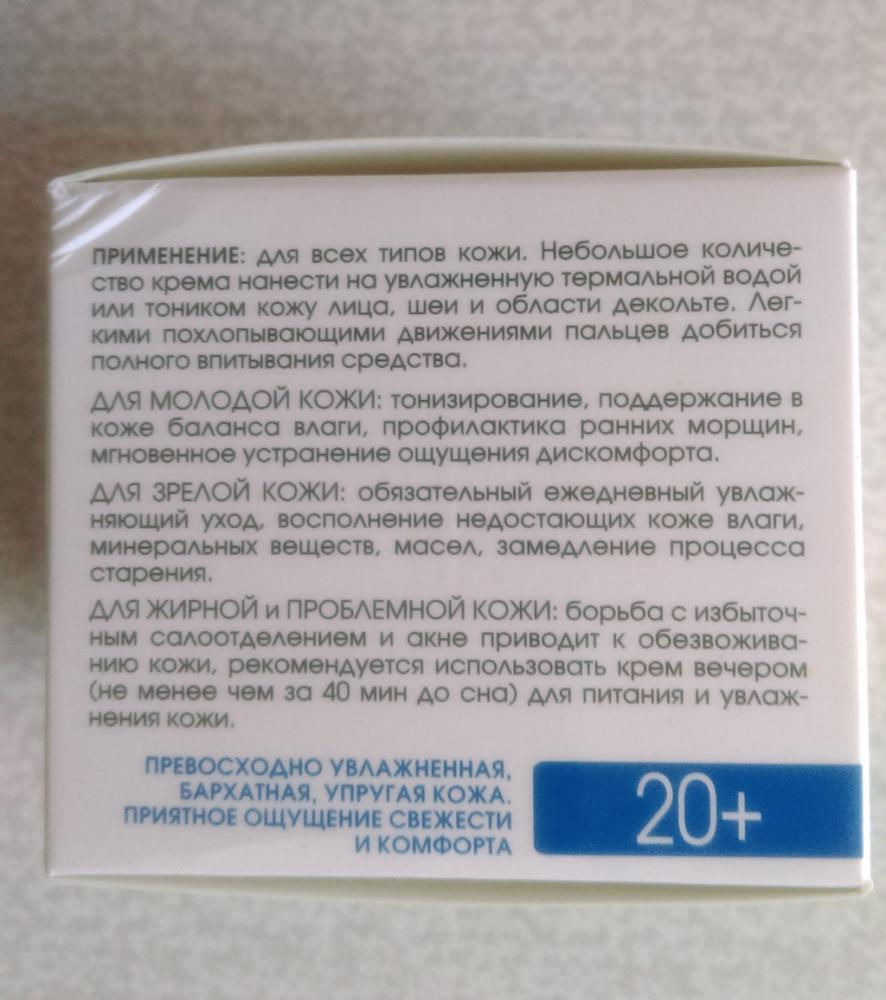 ПРИМЕНЕНИЕ: для всех типов кожи. Небольшое количе-
ство крема нанести на увлажненную термальной водой
или тоником кожу лица, шеи и области декольте. Лег-
кими похлопывающими движениями пальцев добиться
полного впитывания средства.
ДЛЯ МОЛОДОЙ КОЖИ: тонизирование, поддержание в
коже баланса влаги, профилактика ранних морщин,
мгновенное устранение ощущения дискомфорта.
ДЛЯ ЗРЕЛОЙ КОЖИ: обязательный ежедневный увлаж-
няющий уход, восполнение недостающих коже влаги,
минеральных веществ, масел, замедление процесса
старения.
ДЛЯ ЖИРНОЙ и ПРОБЛЕМНОЙ КОЖИ: борьба с избыточ-
ным салоотделением и акне приводит к обезвожива-
нию кожи, рекомендуется использовать крем вечером
(не менее чем за 40 мин до сна) для питания и увлаж-
нения кожи.
ПРЕВОСХОДНО УВЛАЖНЕННАЯ,
БАРХАТНАЯ, УПРУГАЯ КОЖА.
ПРИЯТНОЕ ОЩУЩЕНИЕ СВЕЖЕСТИ
И КОМФОРТА
20+